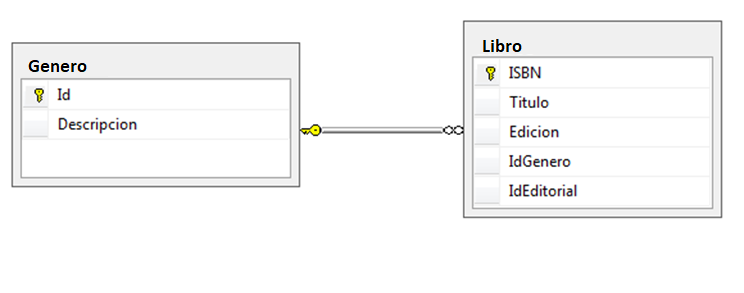 Genero
Id
Descripcion
Libro
ISBN
Titulo
Edicion
IdGenero
IdEditorial